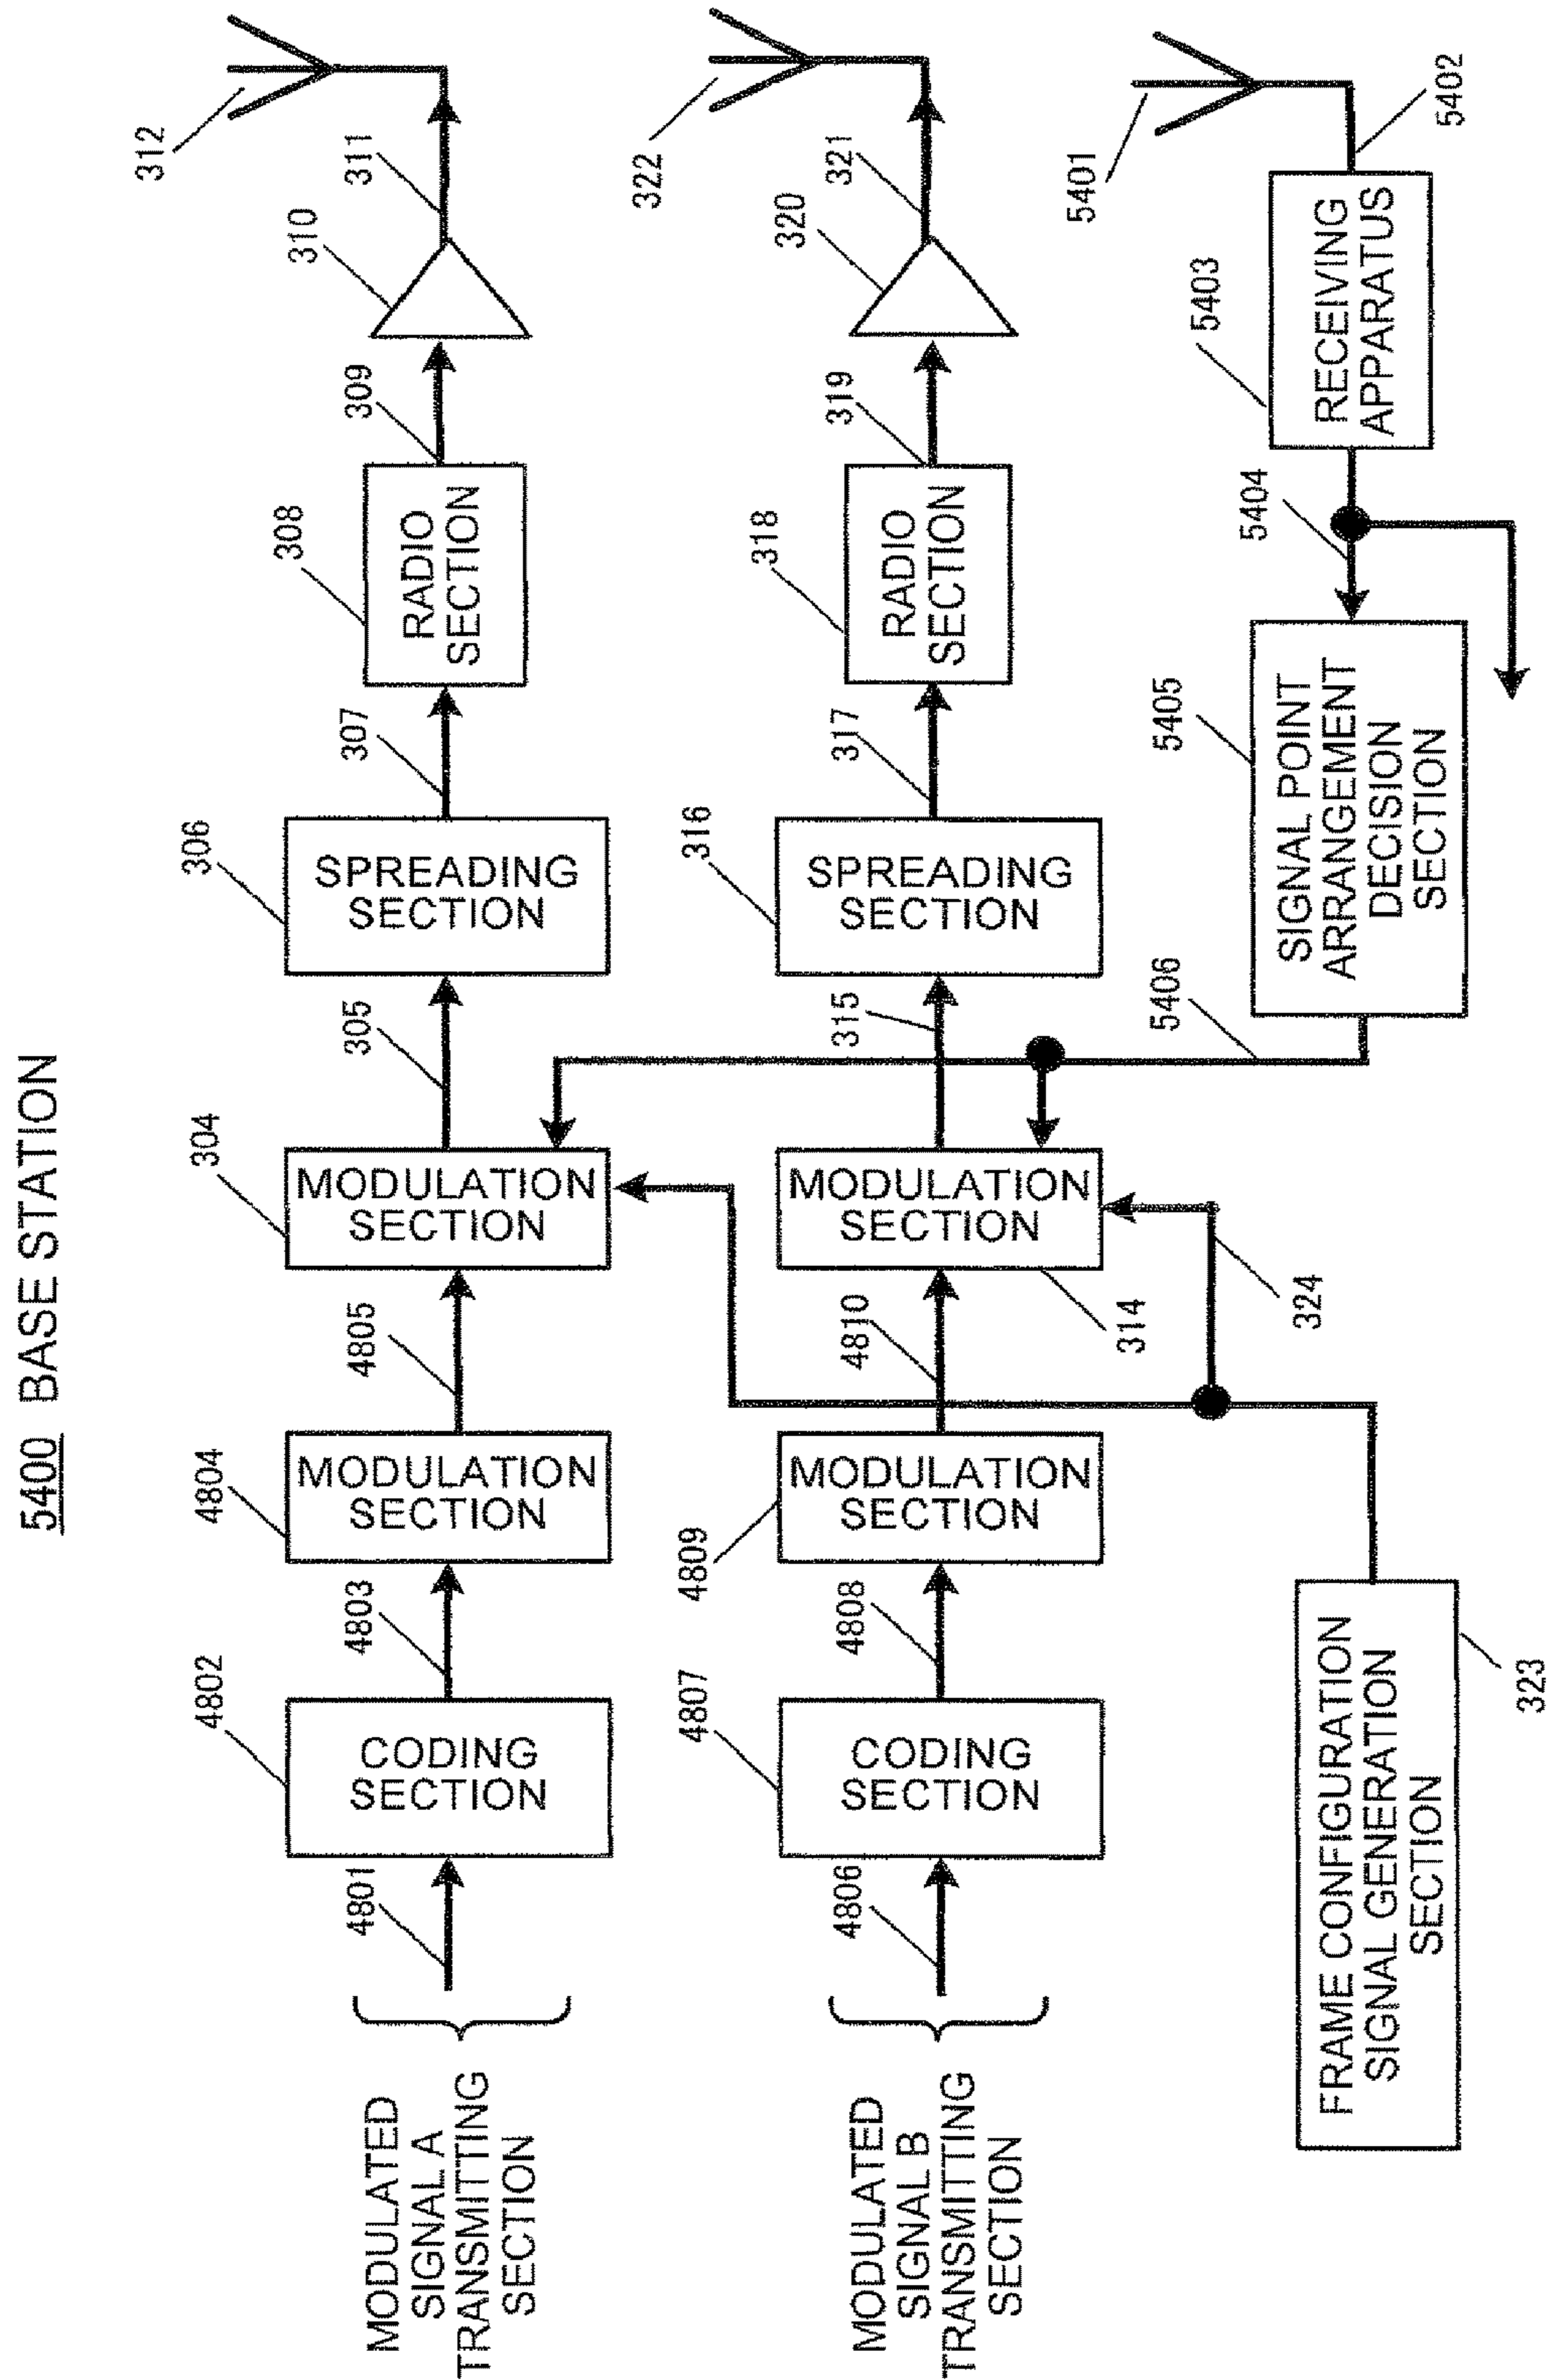 5400 BASE STATION
MODULATED
SIGNAL A
TRANSMITTING
SECTION
4801
4802
CODING
SECTION
4803
4804
MODULATION
SECTION
4805
304
MODULATION
SECTION
305
306
SPREADING
SECTION
307
308
RADIO
SECTION
309
310
311
312
MODULATED
SIGNAL B
TRANSMITTING
SECTION
4806
4807
CODING
SECTION
4808
4809
MODULATION
SECTION
4810
314
MODULATION
SECTION
315
316
SPREADING
SECTION
317
318
RADIO
SECTION
319
320
321
322
FRAME CONFIGURATION
SIGNAL GENERATION
SECTION
323
324
5406
5405
SIGNAL POINT
ARRANGEMENT
DECISION
SECTION
5404
5403
RECEIVING
APPARATUS
5401
5402